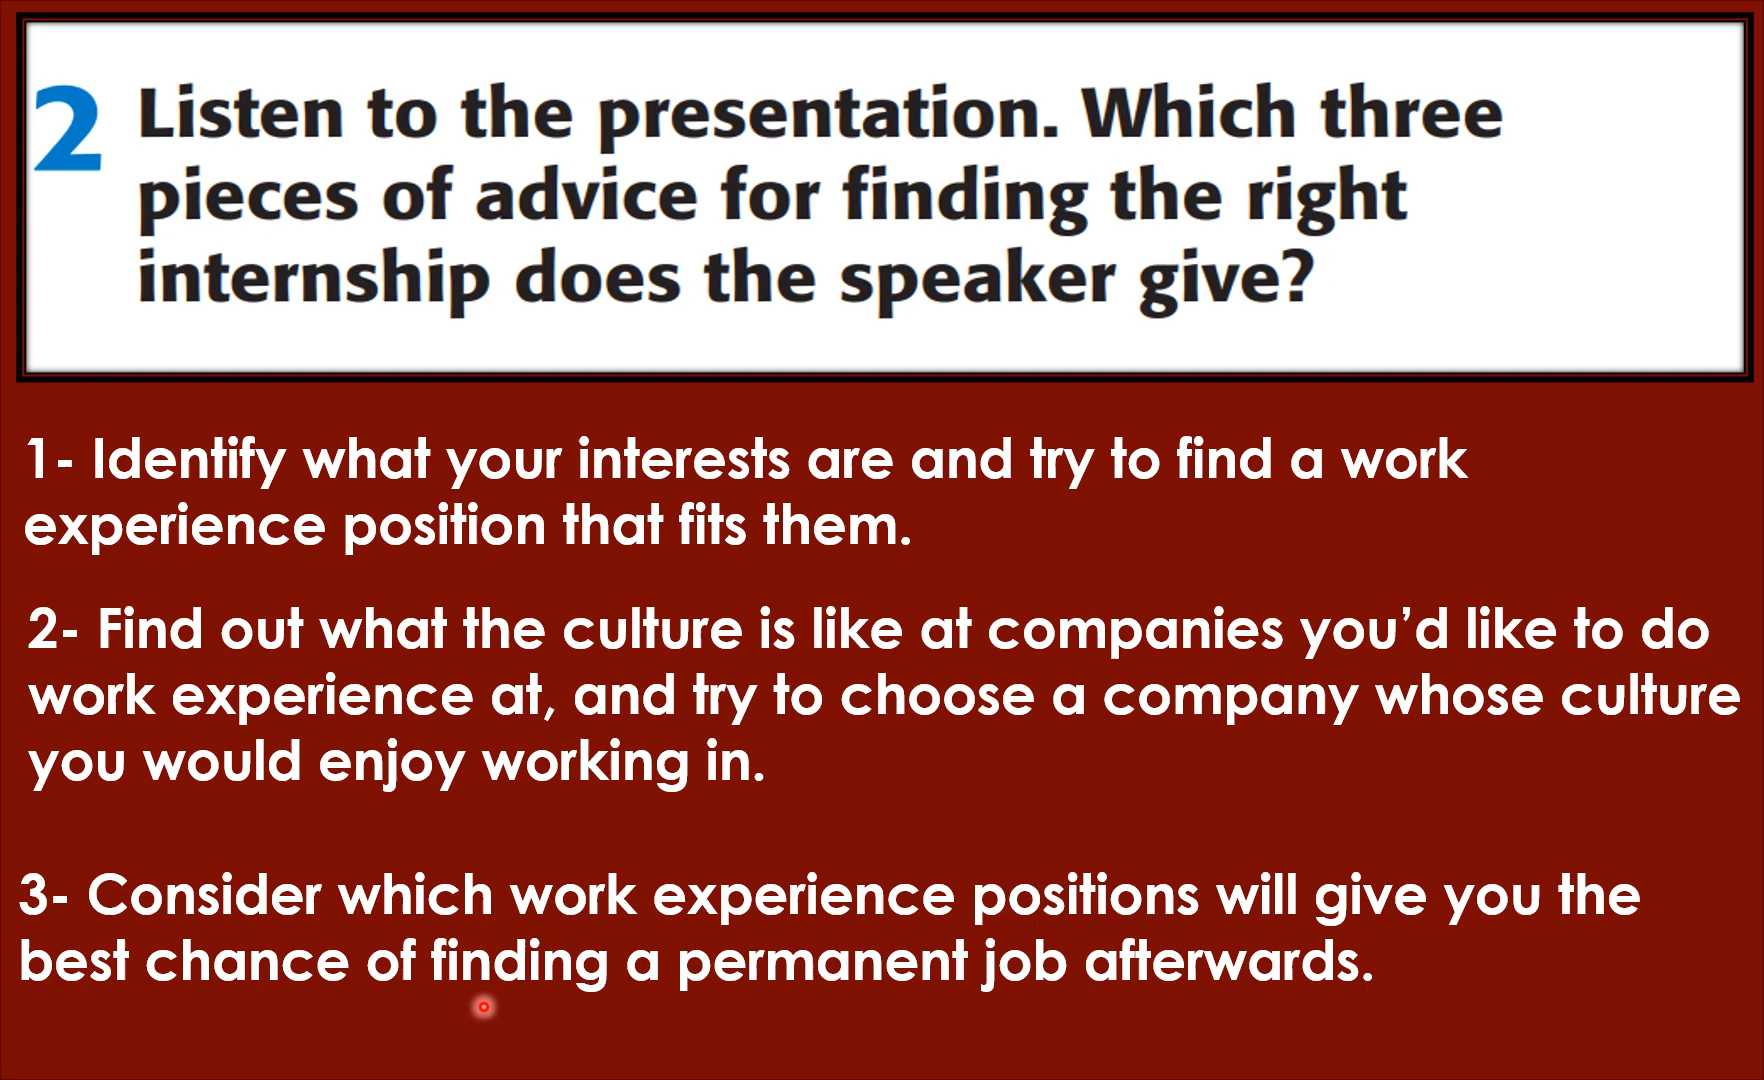 2 Listen to the presentation. Which three
pieces of advice for finding the right
internship does the speaker give?
1- Identify what your interests are and try to find a work
experience position that fits them.
2- Find out what the culture is like at companies you’d like to do
work experience at, and try to choose a company whose culture
you would enjoy working in.
3- Consider which work experience positions will give you the
best chance of finding a permanent job afterwards.